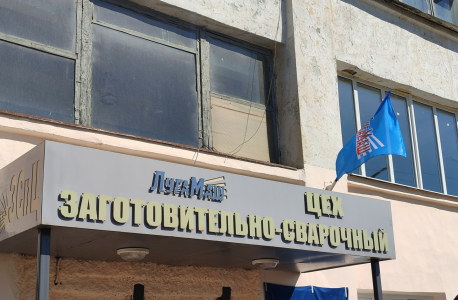 ЛугаМаш
ЦЕХ
ЗАГОТОВИТЕЛЬНО-СВАРОЧНЫЙ